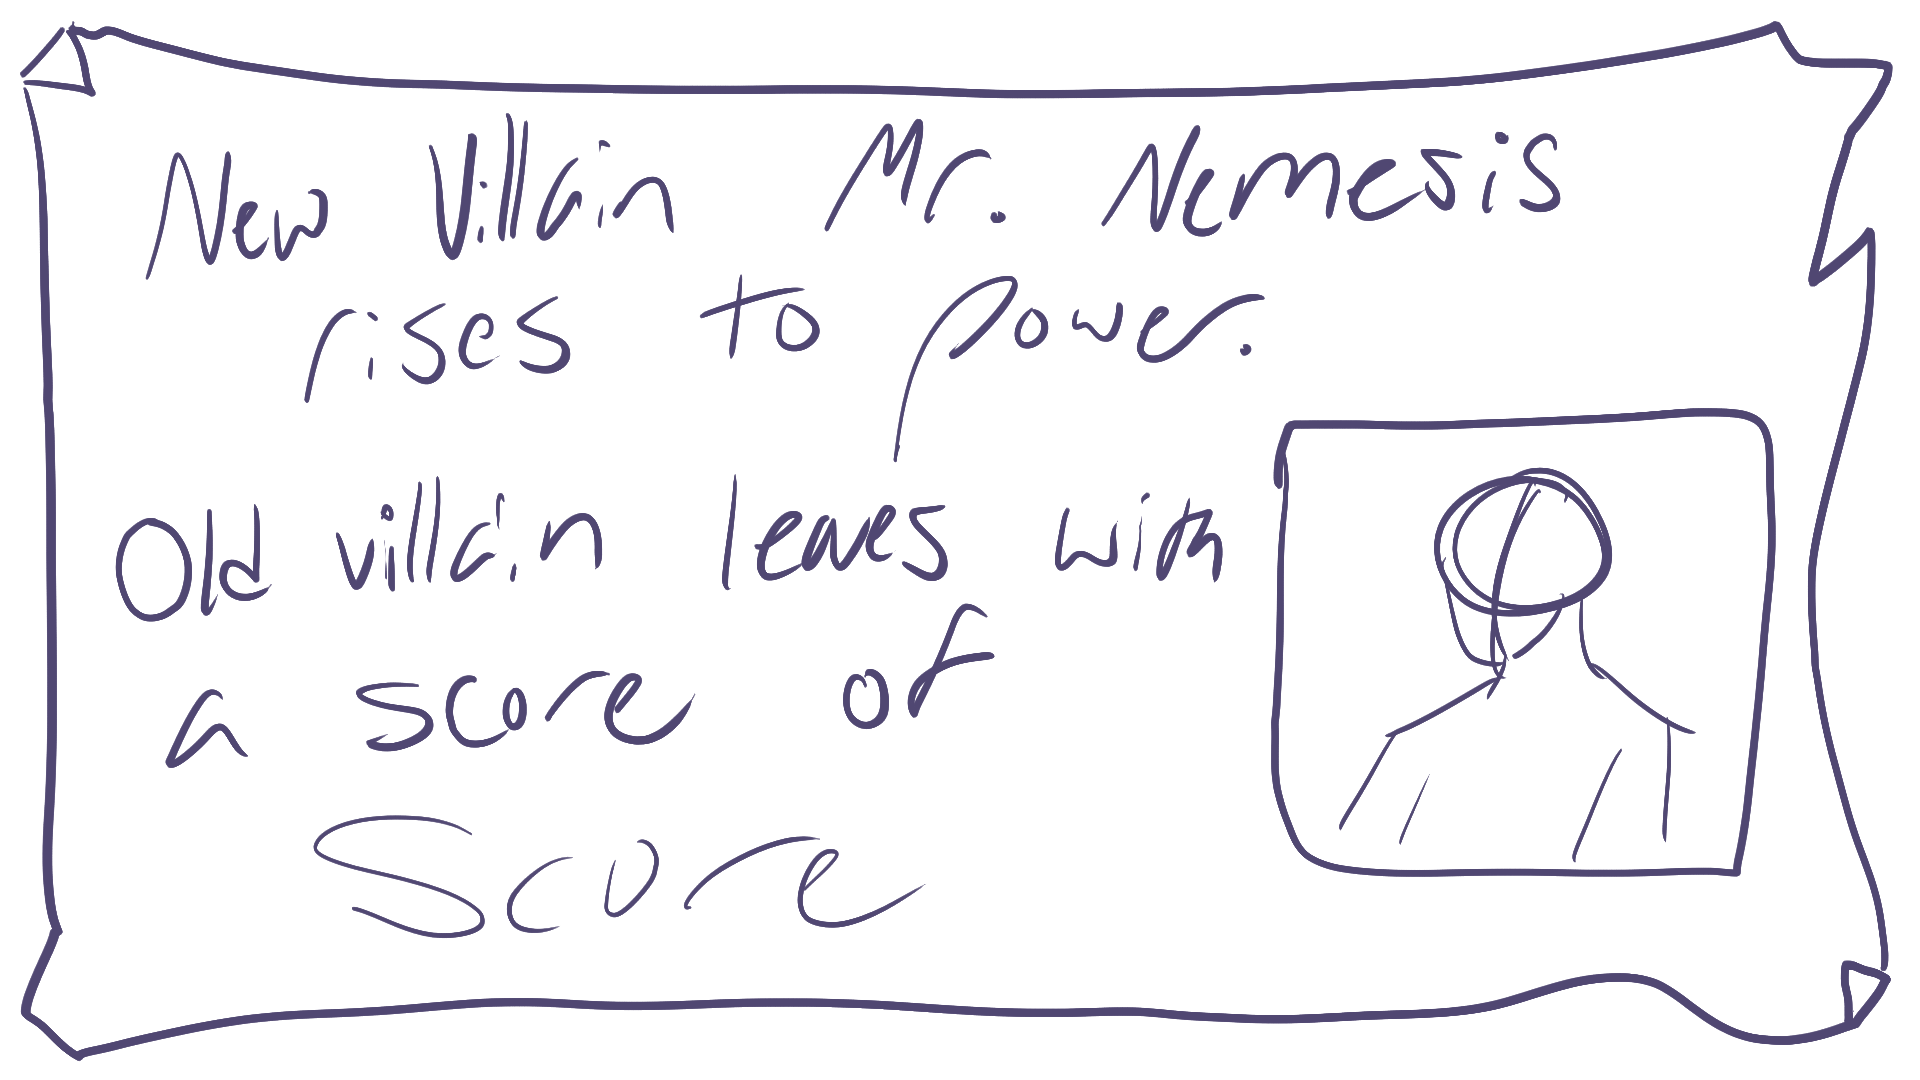 New Villain Mr. Nemesis
rises to power.
Old villain leaves with
a score of
Score